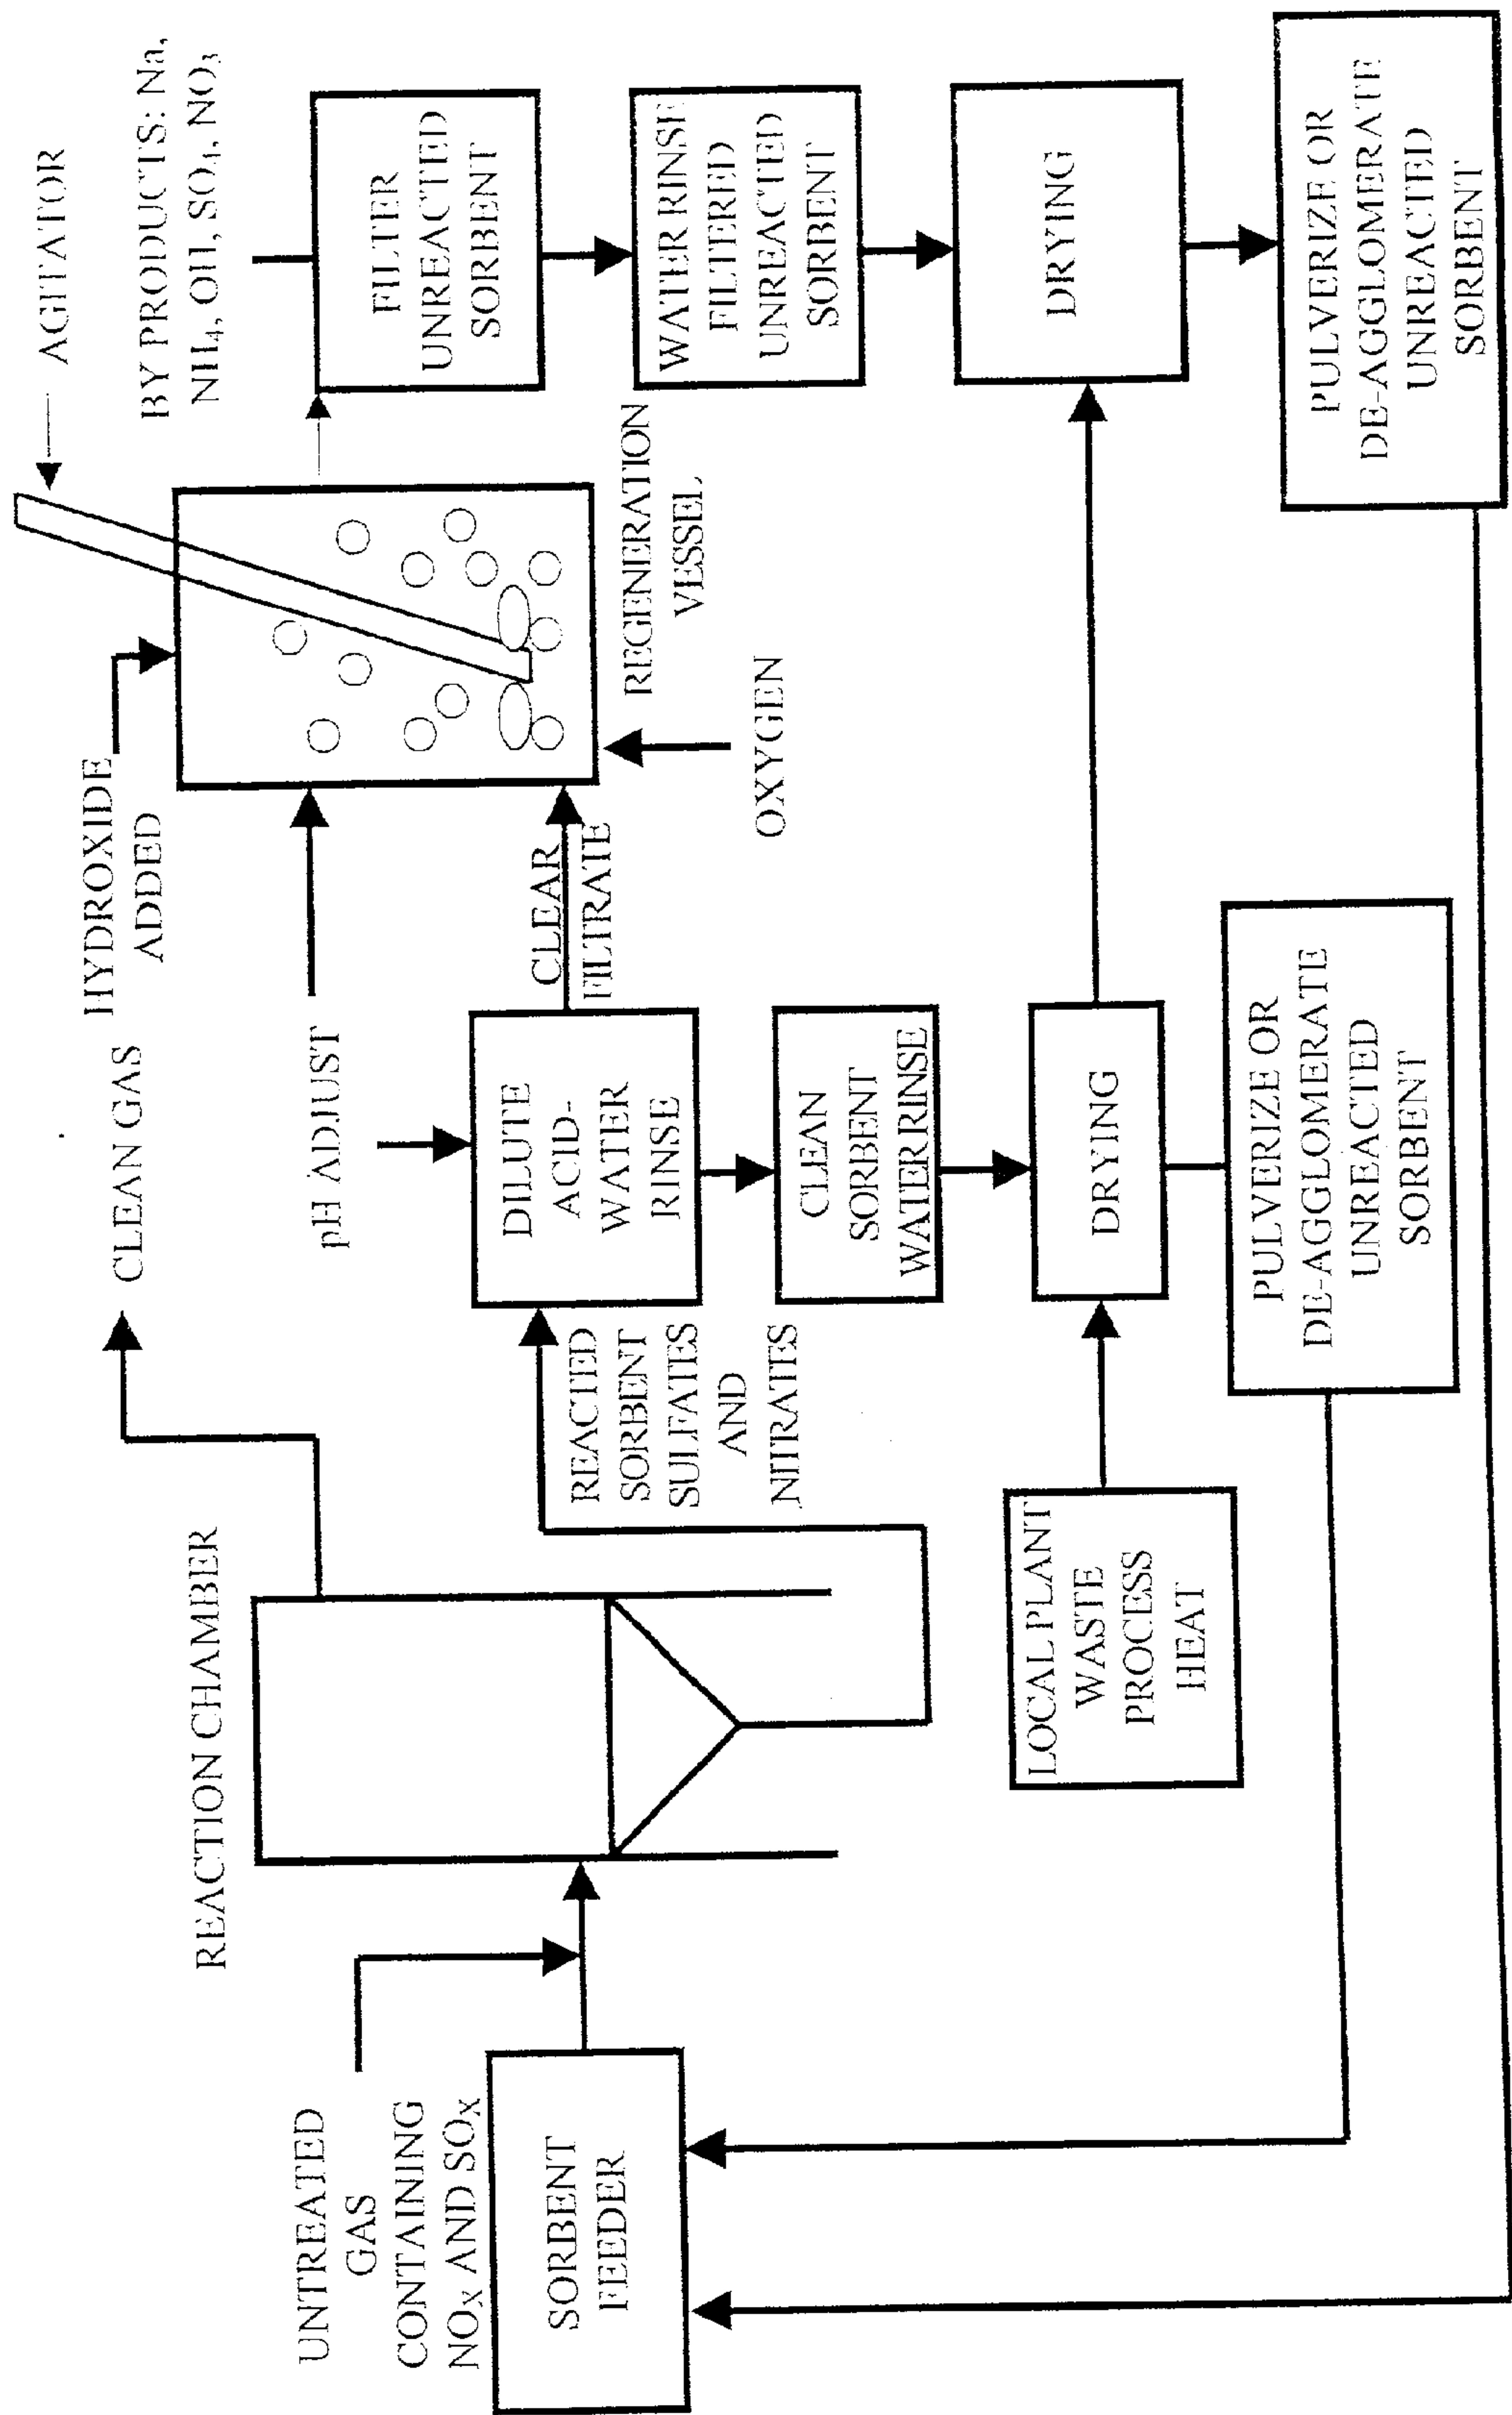 REACTION CHAMBER
UNTREATED
GAS
CONTAINING
NOX AND SOX
SORBENT
FEEDER
CLEAN GAS
REACTED
SORBENT
SULFATES
AND
NITRATES
LOCAL PLANT
WASTE
PROCESS
HEAT
pH ADJUST
DILUTE
ACID-
WATER
RINSE
CLEAN
SORBENT
WATER RINSE
DRYING
PULVERIZE OR
DE-AGGLOMERATE
UNREACTED
SORBENT
HYDROXIDE
ADDED
CLEAR
FILTRATE
OXYGEN
REGENERATION
VESSEL
AGITATOR
BY PRODUCTS: Na,
NH4, OH, SO4, NO3
FILTER
UNREACTED
SORBENT
WATER RINSE
FILTERED
UNREACTED
SORBENT
DRYING
PULVERIZE OR
DE-AGGLOMERATE
UNREACTED
SORBENT